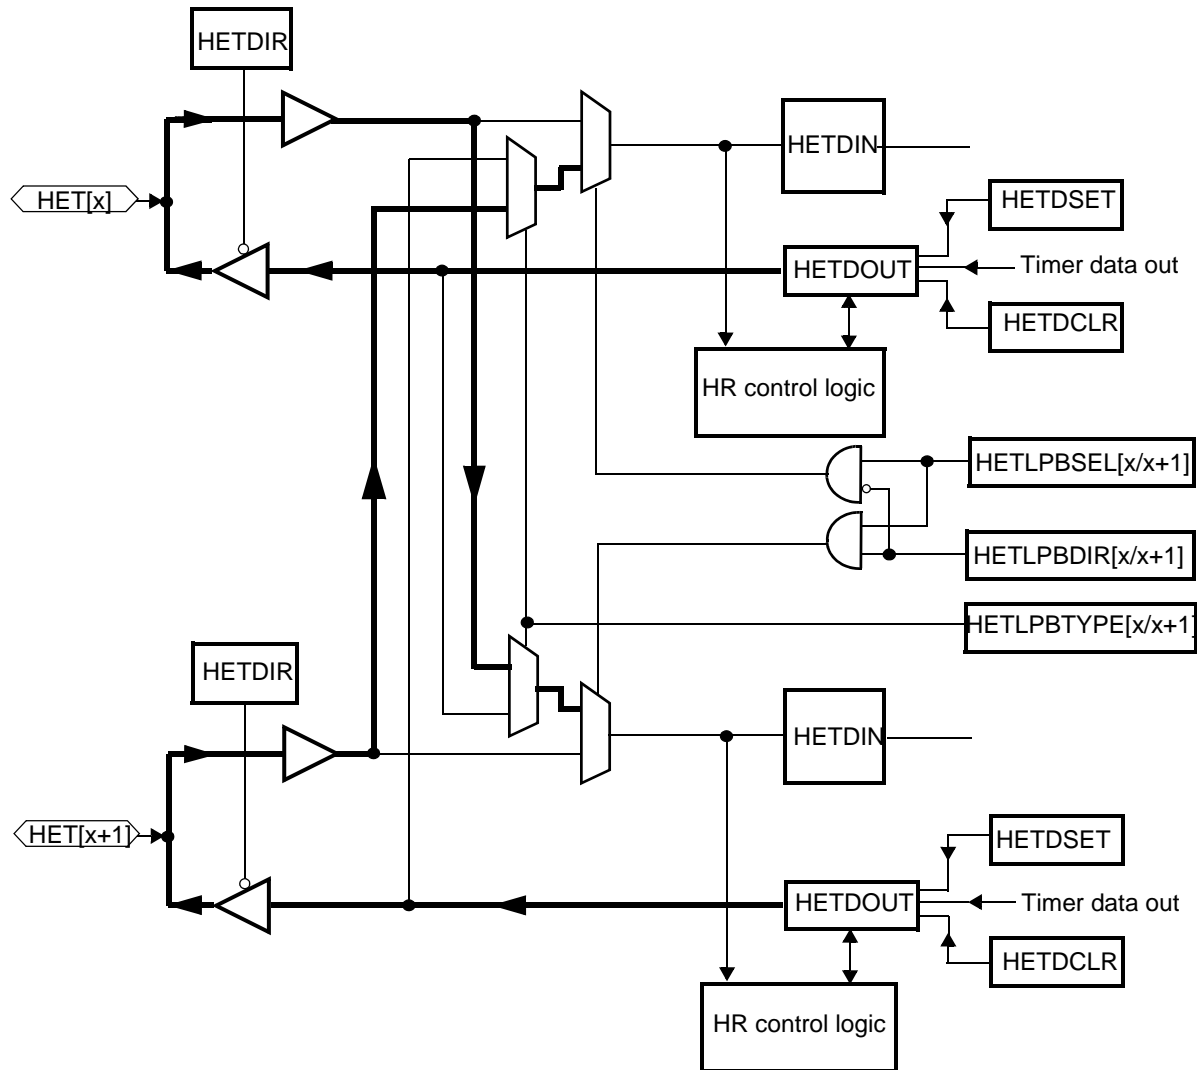 HETDIR
HETDIN
HET[x]
HETDSET
HETDOUT
Timer data out
HETDCLR
HR control logic
HETLPBSEL[x/x+1]
HETLPBDIR[x/x+1]
HETLPBTYPE[x/x+1]
HETDIR
HETDIN
HET[x+1]
HETDSET
HETDOUT
Timer data out
HETDCLR
HR control logic